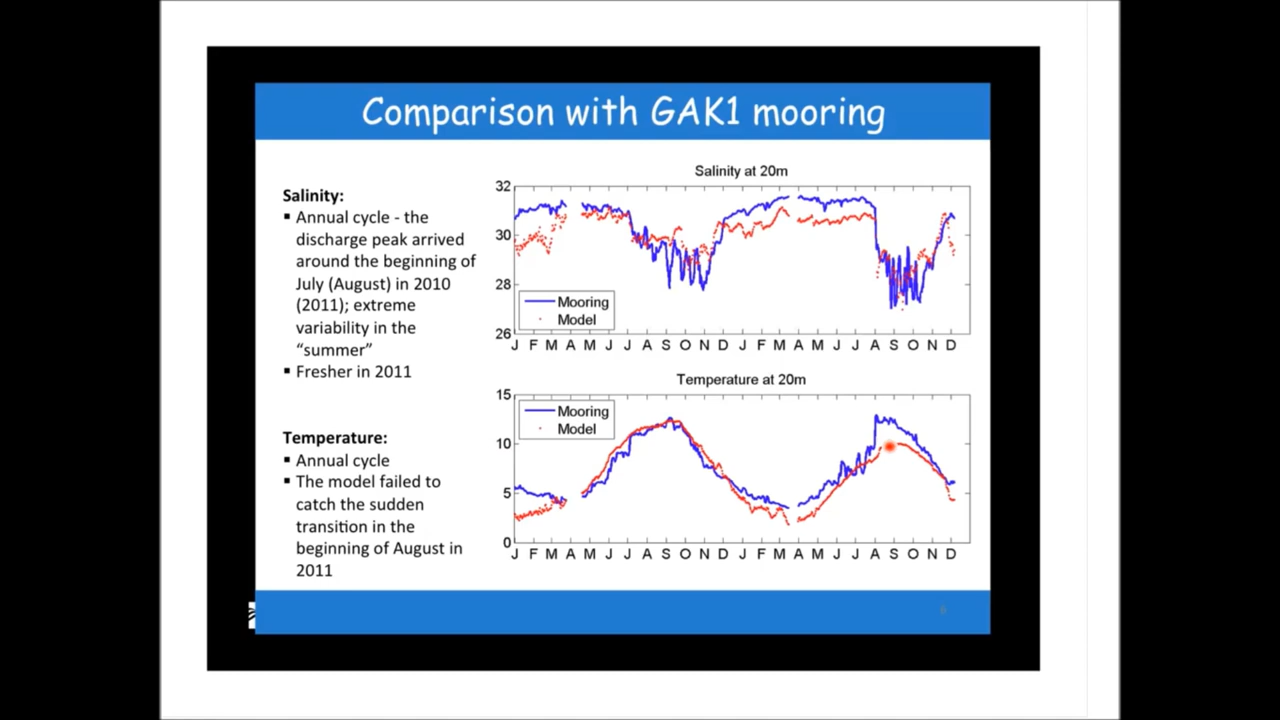 Comparison with GAK1 mooring
Salinity:
▪ Annual cycle - the
discharge peak arrived
around the beginning of
July (August) in 2010
(2011); extreme
variability in the
“summer”
▪ Fresher in 2011
Temperature:
▪ Annual cycle
▪ The model failed to
catch the sudden
transition in the
beginning of August in
2011
Salinity at 20m
32
30
28
26
Mooring
Model
J F M A M J J A S O N D J F M A M J J A S O N D
Temperature at 20m
15
10
5
0
Mooring
Model
J F M A M J J A S O N D J F M A M J J A S O N D
6